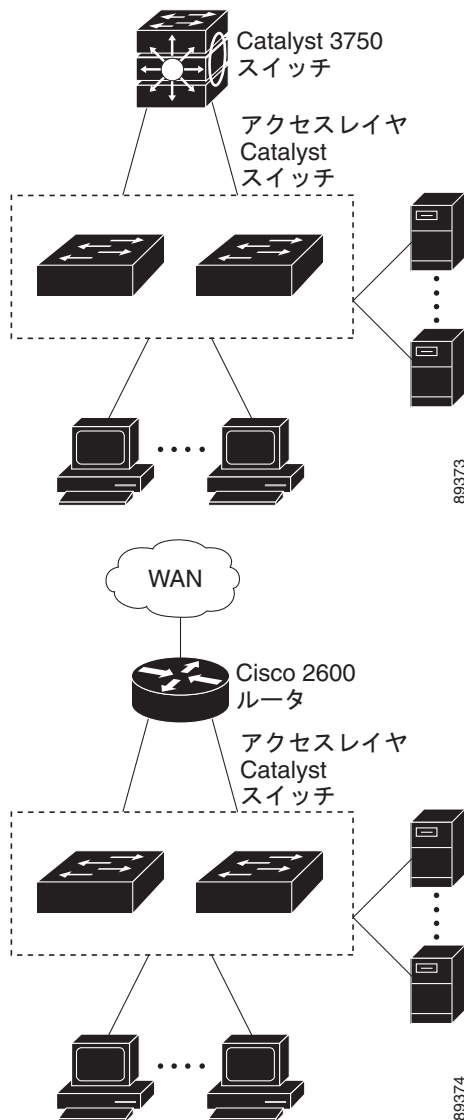 Catalyst 3750
スイッチ
アクセスレイヤ
Catalyst
スイッチ
89373
WAN
Cisco 2600
ルータ
アクセスレイヤ
Catalyst
スイッチ
89374